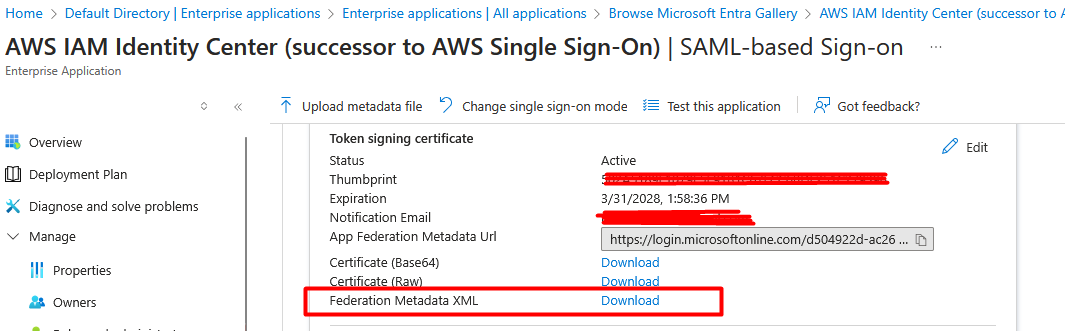 Home > Default Directory | Enterprise applications > Enterprise applications | All applications > Browse Microsoft Entra Gallery > AWS IAM Identity Center (successor to A
AWS IAM Identity Center (successor to AWS Single Sign-On) | SAML-based Sign-on ...
Enterprise Application
« Upload metadata file Change single sign-on mode Test this application Got feedback?
Overview
Deployment Plan
Diagnose and solve problems
Manage
Properties
Owners
Token signing certificate
Edit
Status Active
Thumbprint
Expiration 3/31/2028, 1:58:36 PM
Notification Email
App Federation Metadata Url https://login.microsoftonline.com/d504922d-ac26 ...
Certificate (Base64) Download
Certificate (Raw) Download
Federation Metadata XML Download